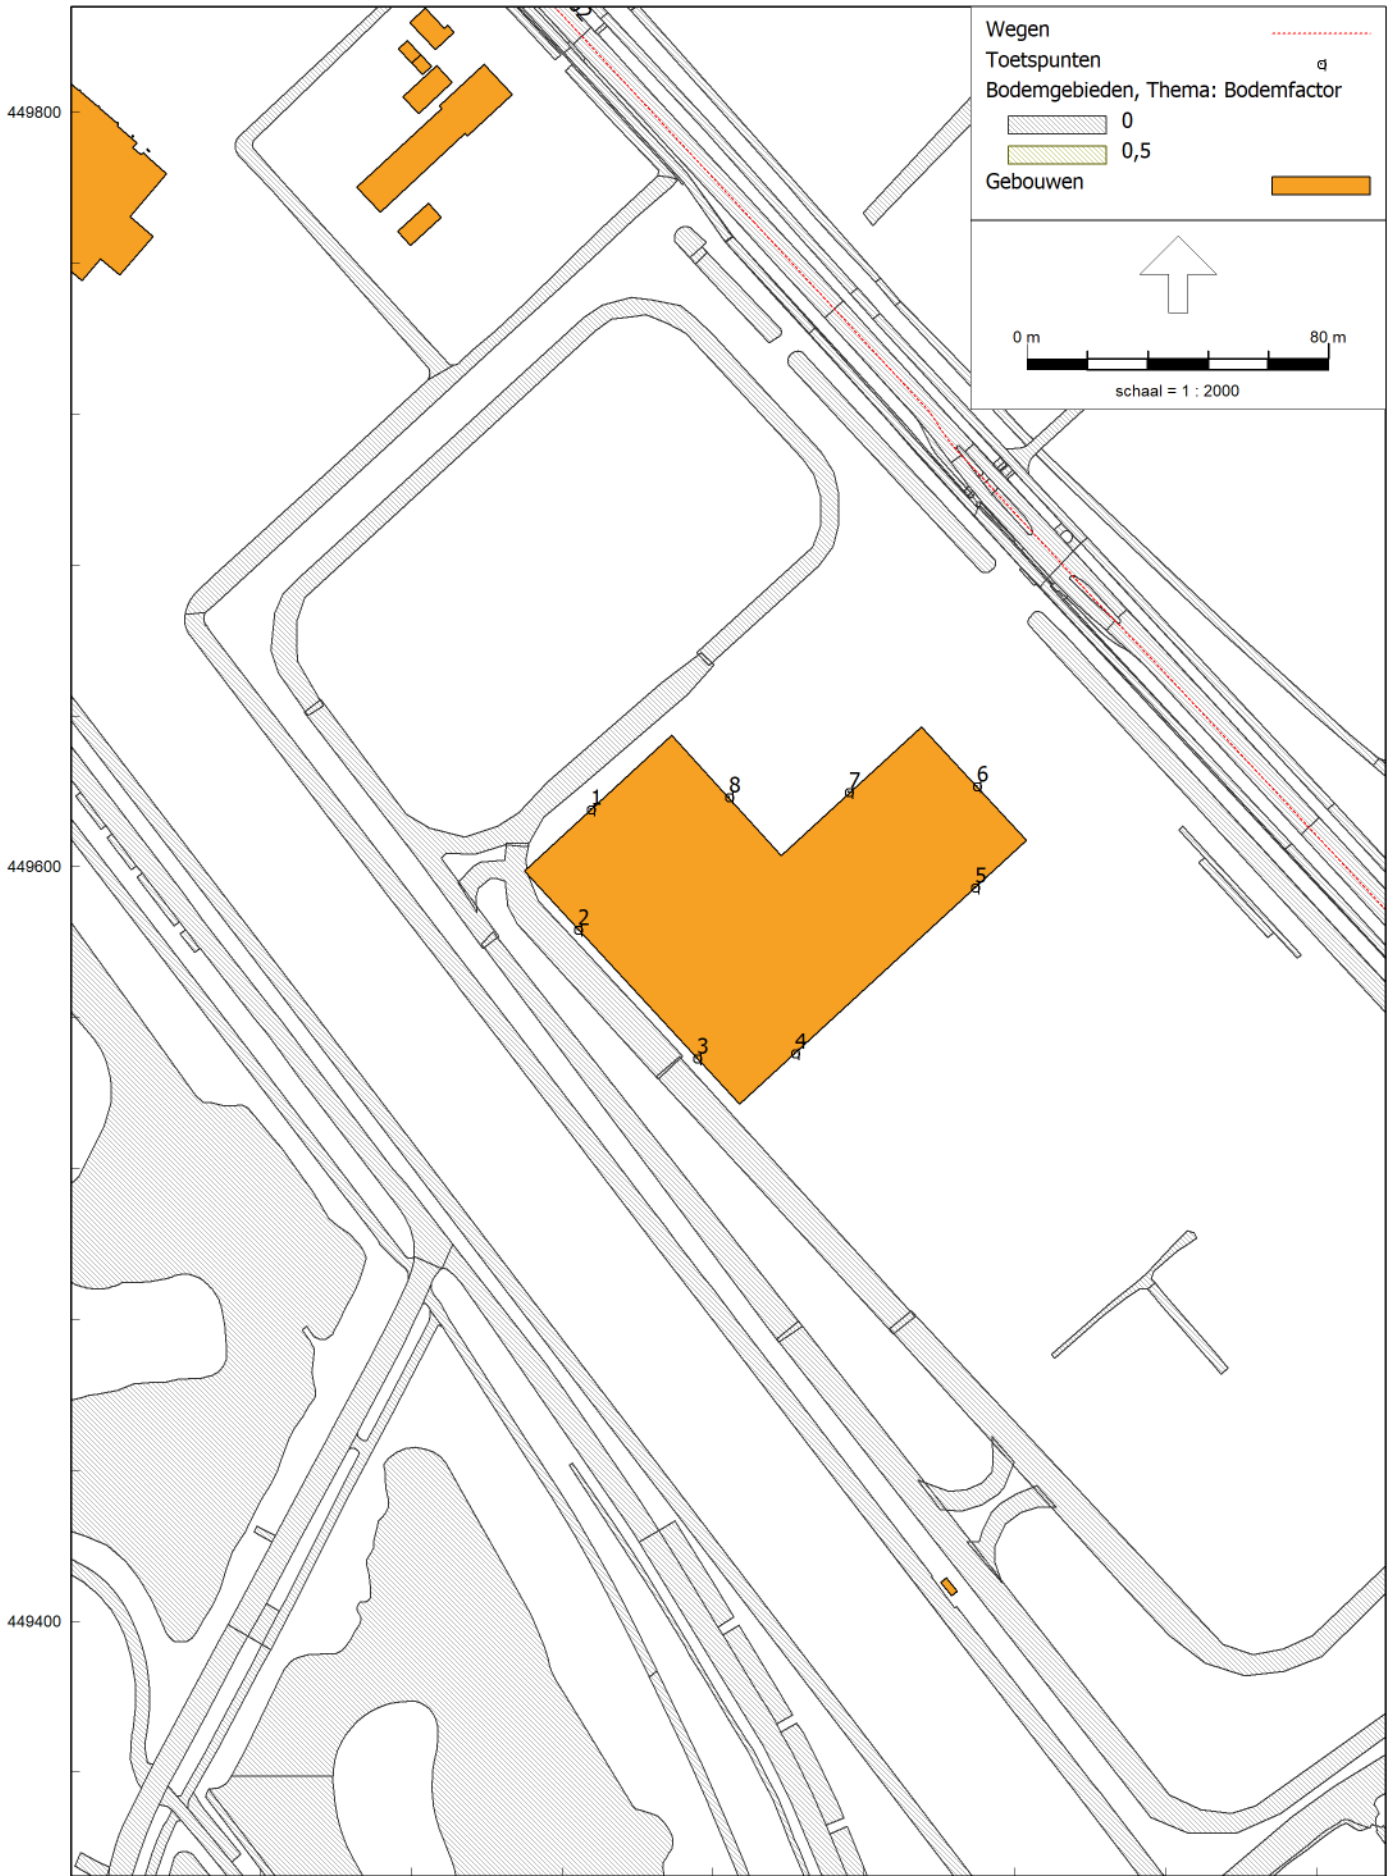 Wegen
Toetspunten
Bodemgebieden, Thema: Bodemfactor
0
0,5
Gebouwen
0 m 80 m
schaal = 1 : 2000
449800
449600
449400
1
2
3
4
5
6
7
8